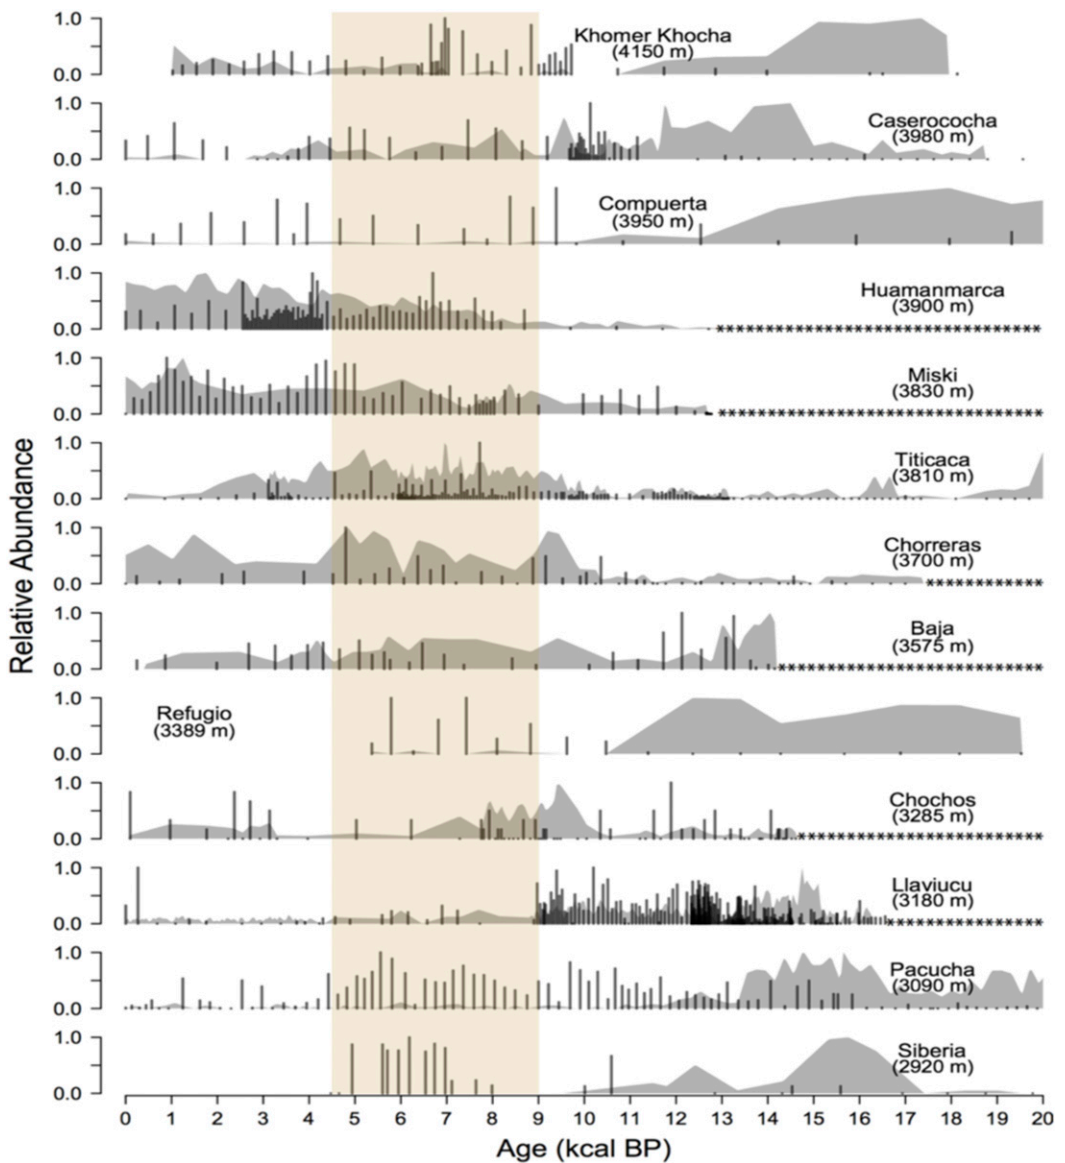 1.0
0.0
Khomer Khocha
(4150 m)
1.0
0.0
Caserococha
(3980 m)
1.0
0.0
Compuerta
(3950 m)
1.0
0.0
Huamanmarca
(3900 m)
1.0
0.0
Miski
(3830 m)
1.0
0.0
Titicaca
(3810 m)
1.0
0.0
Chorreras
(3700 m)
1.0
0.0
Baja
(3575 m)
1.0
0.0
Refugio
(3389 m)
1.0
0.0
Chochos
(3285 m)
1.0
0.0
Llaviucu
(3180 m)
1.0
0.0
Pacucha
(3090 m)
1.0
0.0
Siberia
(2920 m)
Relative Abundance
0 1 2 3 4 5 6 7 8 9 10 11 12 13 14 15 16 17 18 19 20
Age (kcal BP)